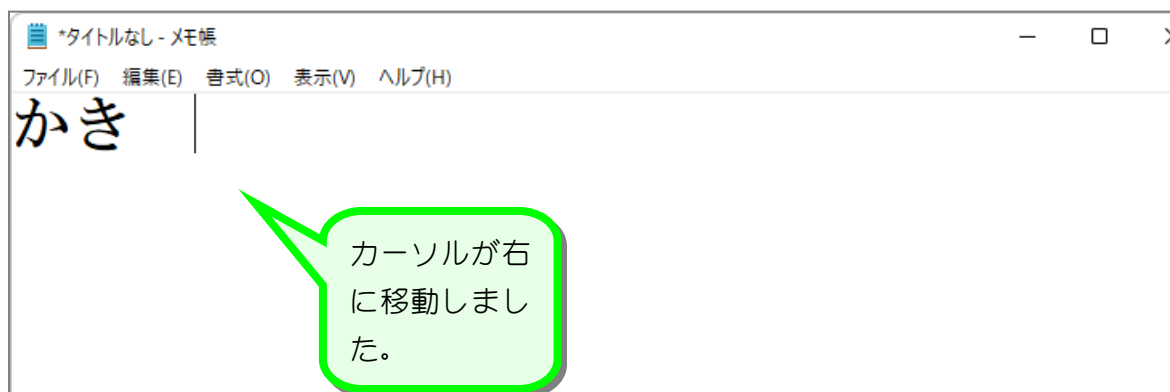 *タイトルなし - メモ帳
ファイル(F) 編集(E) 書式(O) 表示(V) ヘルプ(H)
かき
カーソルが右
に移動しまし
た。